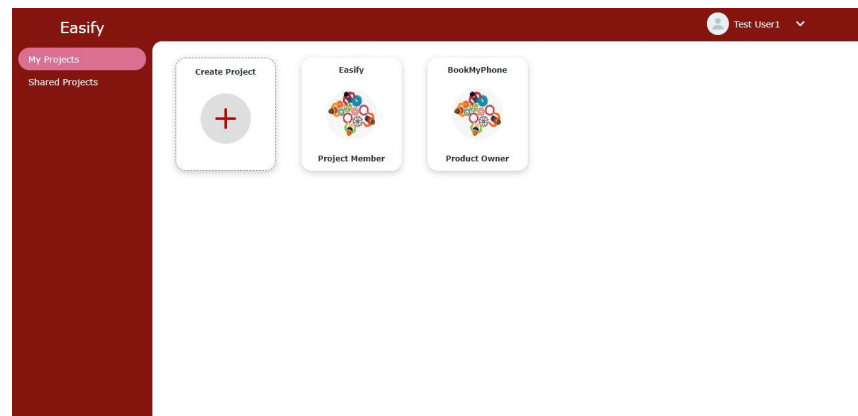 Easify
Test User1
My Projects
Shared Projects
Create Project
Easify
Project Member
BookMyPhone
Product Owner